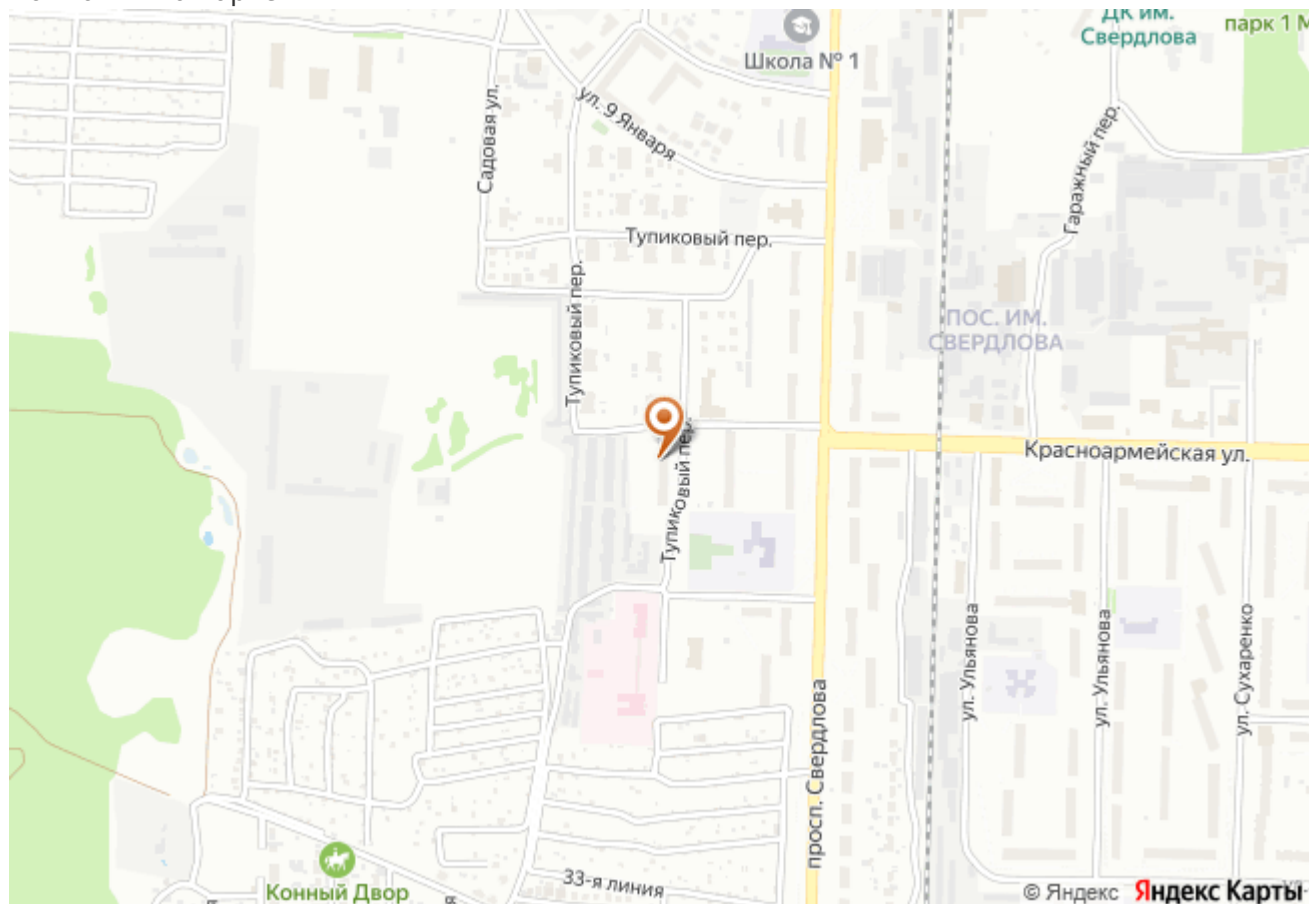 ДК им.
Свердлова
парк 1 М
Школа № 1
ул. 9 Января
Садовая ул.
Гаражный пер.
Тупиковый пер.
Тупиковый пер.
ПОС. ИМ.
СВЕРДЛОВА
Тупиковый пер.
Красноармейская ул.
ул. Ульянова
ул. Ульянова
ул. Сухаренко
просп. Свердлова
Конный Двор
33-я линия
© Яндекс Яндекс Карты